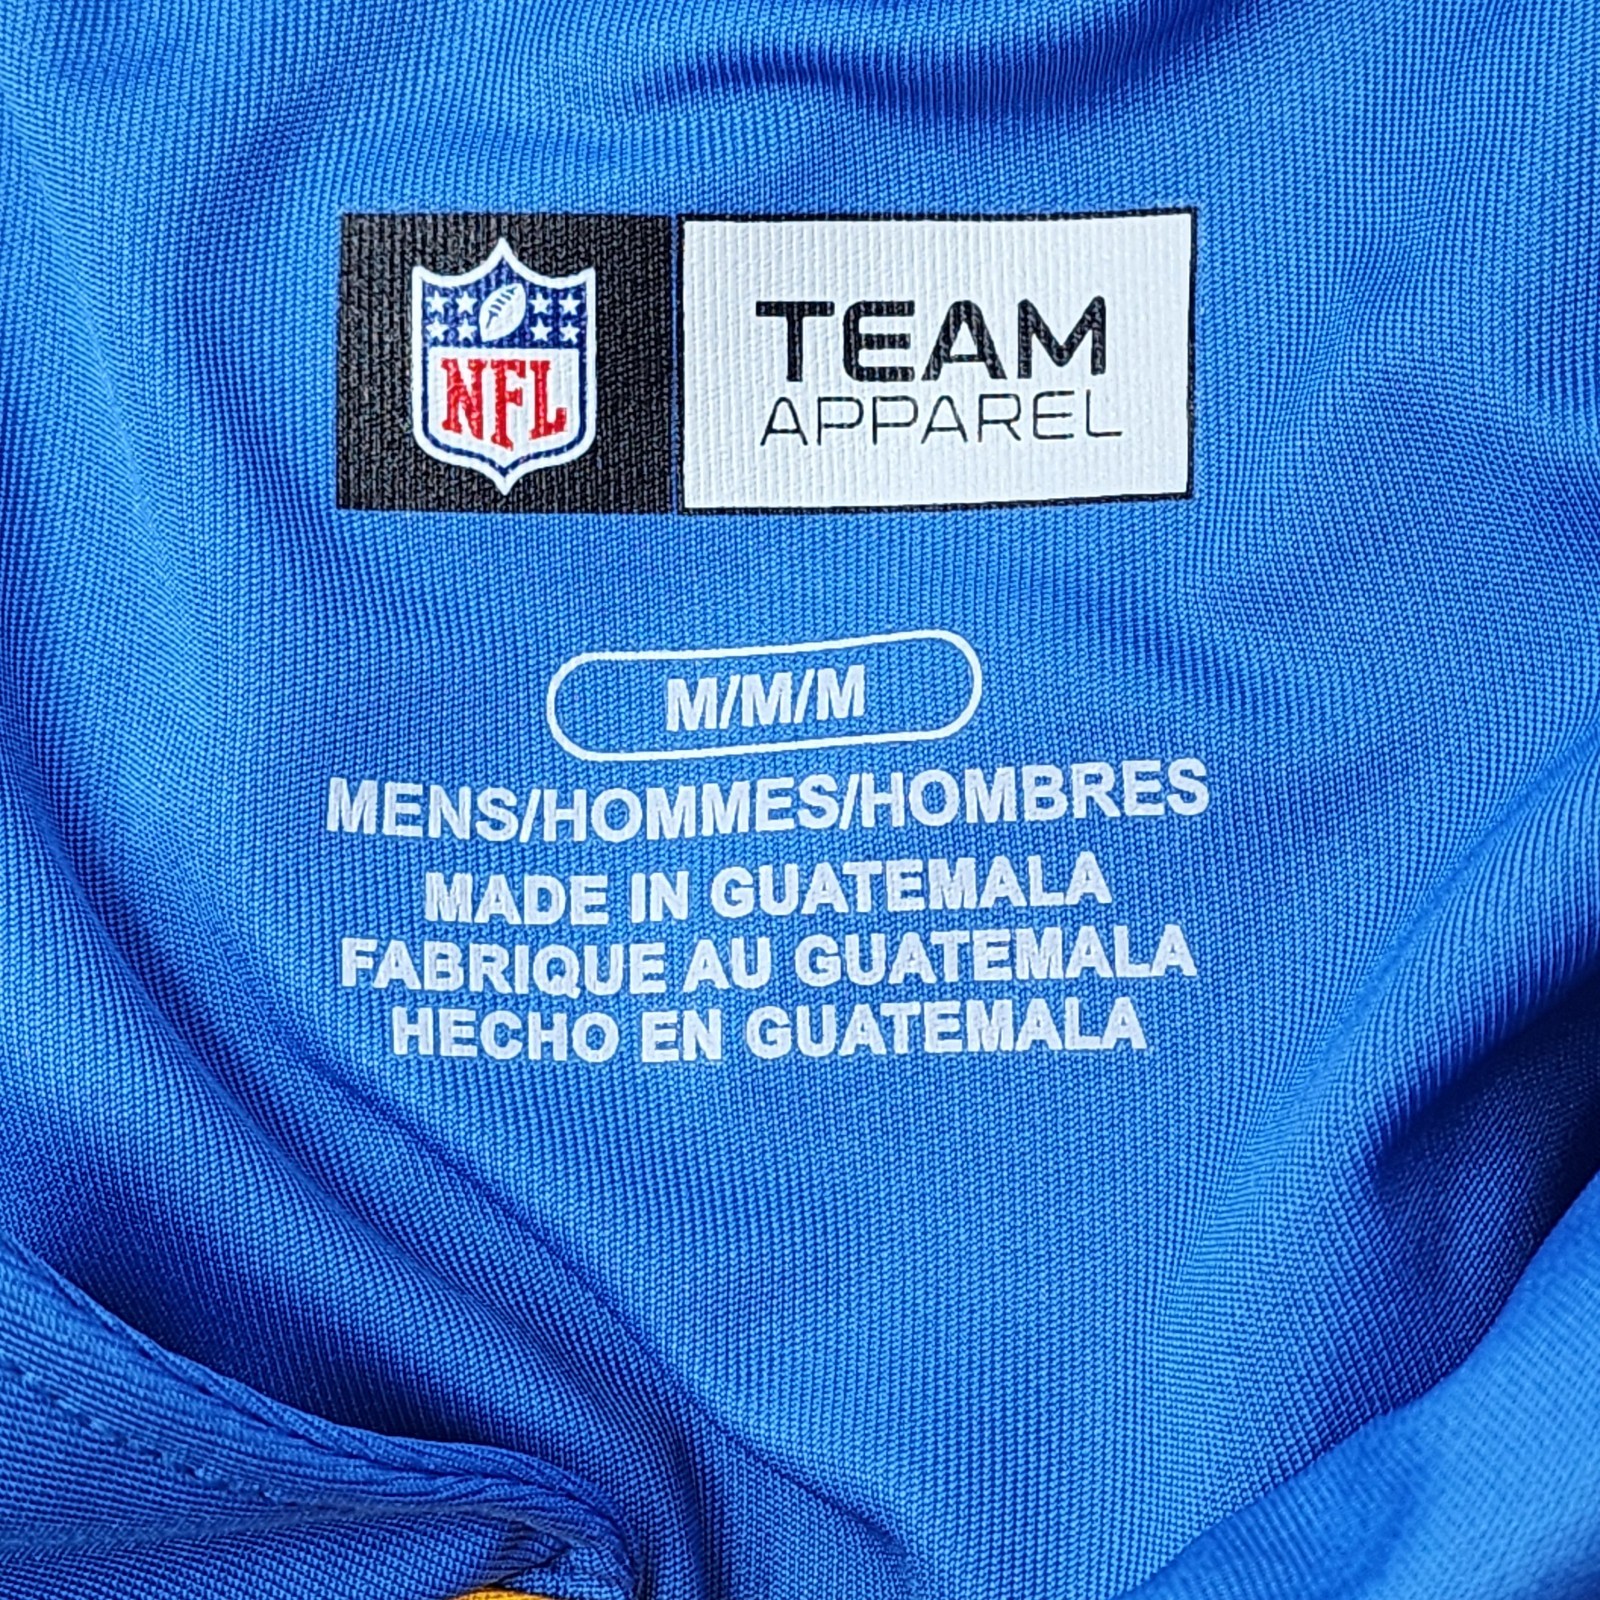 NFL
TEAM
APPAREL
M/M/M
MENS/HOMMES/HOMBRES
MADE IN GUATEMALA
FABRIQUE AU GUATEMALA
HECHO EN GUATEMALA